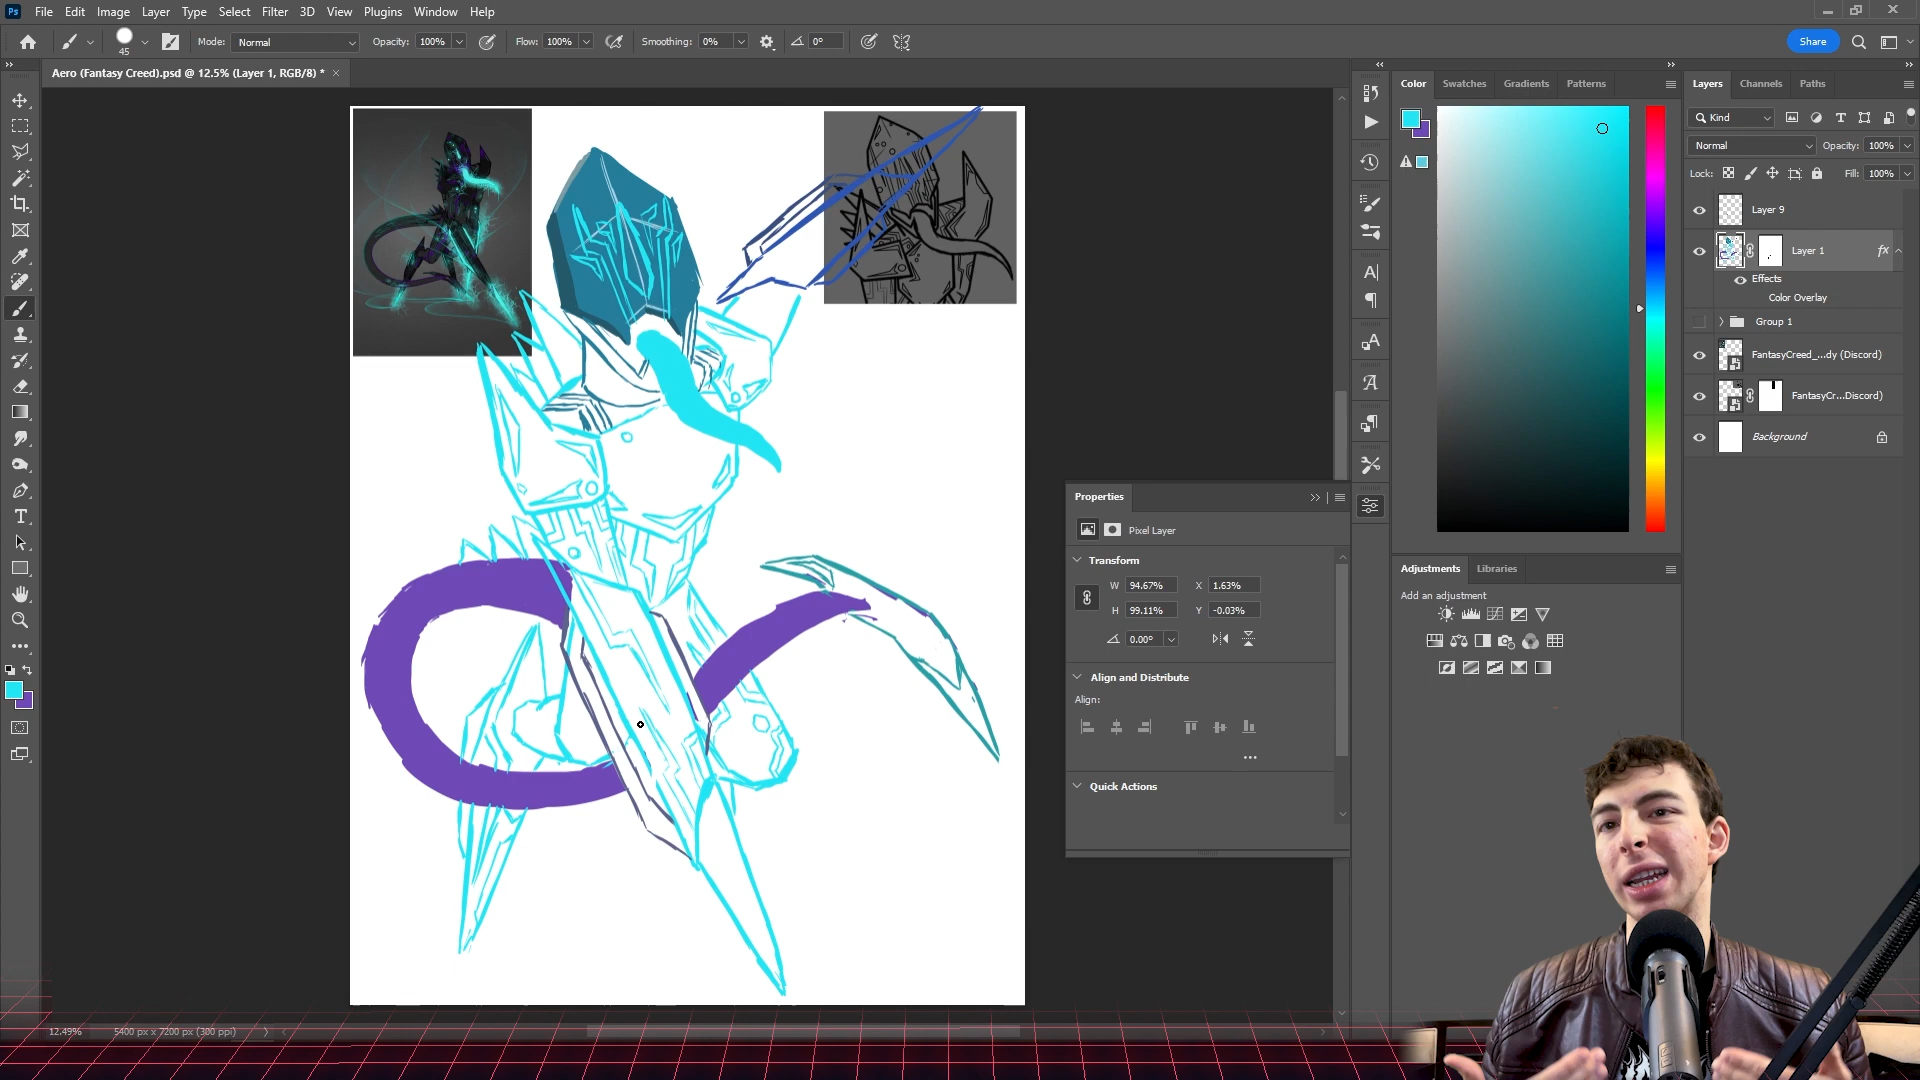 Ps File Edit Image Layer Type Select Filter 3D View Plugins Window Help
45 Mode: Normal Opacity: 100% Flow: 100% Smoothing: 0% 0° Share
Aero (Fantasy Creed).psd @ 12.5% (Layer 1, RGB/8) * ×
Color Swatches Gradients Patterns
Layers Channels Paths
Kind
Normal Opacity: 100%
Lock: Fill: 100%
Layer 9
Layer 1 fx
Effects
Color Overlay
Group 1
FantasyCreed_...dy (Discord)
FantasyCr...Discord)
Background
Properties
Pixel Layer
Transform
W 94.67% X 1.63%
H 99.11% Y -0.03%
0.00°
Align and Distribute
Align:
Quick Actions
Adjustments Libraries
Add an adjustment
12.49% 5400 px x 7200 px (300 ppi)